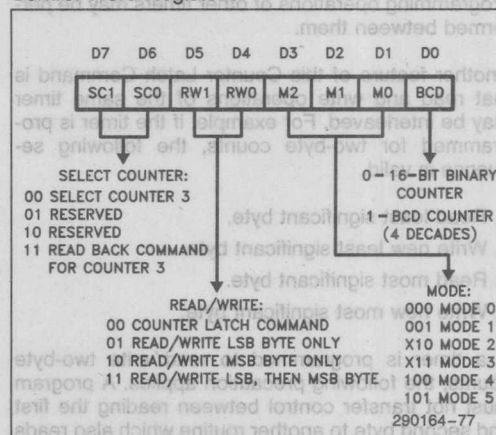 D7 D6 D5 D4 D3 D2 D1 D0
SC1 SC0 RW1 RW0 M2 M1 M0 BCD
SELECT COUNTER:
00 SELECT COUNTER 3
01 RESERVED
10 RESERVED
11 READ BACK COMMAND
FOR COUNTER 3
0-16-BIT BINARY
COUNTER
1 - BCD COUNTER
(4 DECADES)
READ/WRITE:
00 COUNTER LATCH COMMAND
01 READ/WRITE LSB BYTE ONLY
10 READ/WRITE MSB BYTE ONLY
11 READ/WRITE LSB, THEN MSB BYTE
MODE:
000 MODE 0
001 MODE 1
X10 MODE 2
X11 MODE 3
100 MODE 4
101 MODE 5
290164-77